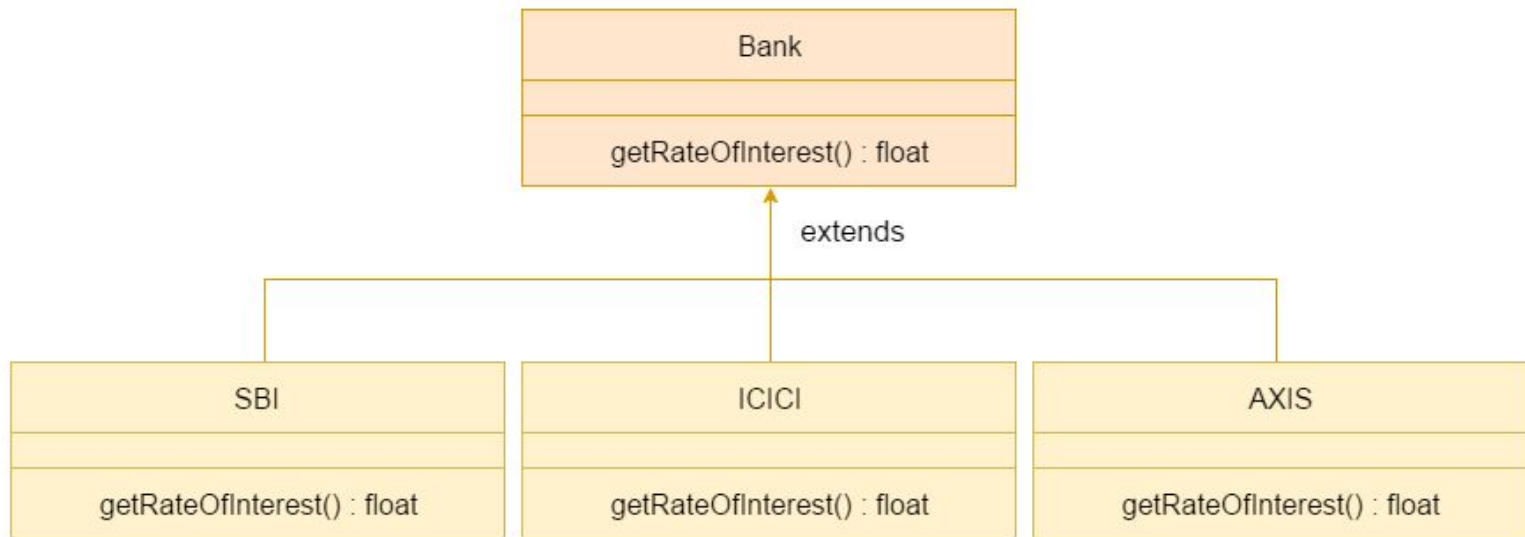 Bank
getRateOfInterest() : float
extends
SBI
ICICI
AXIS
getRateOfInterest() : float
getRateOfInterest() : float
getRateOfInterest() : float